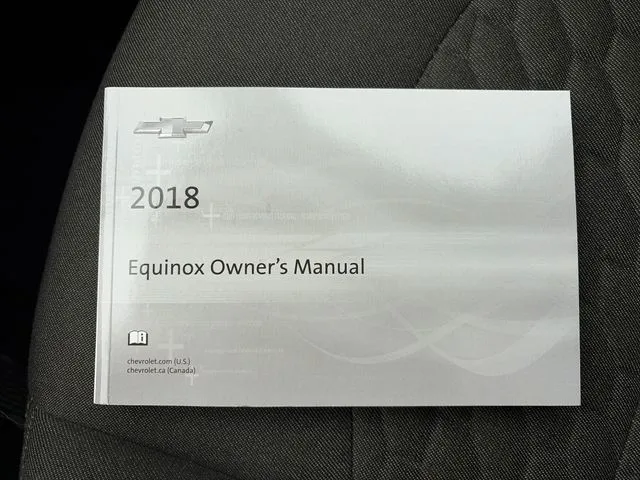 2018
Equinox Owner's Manual
chevrolet.com (U.S.)
chevrolet.ca (Canada)